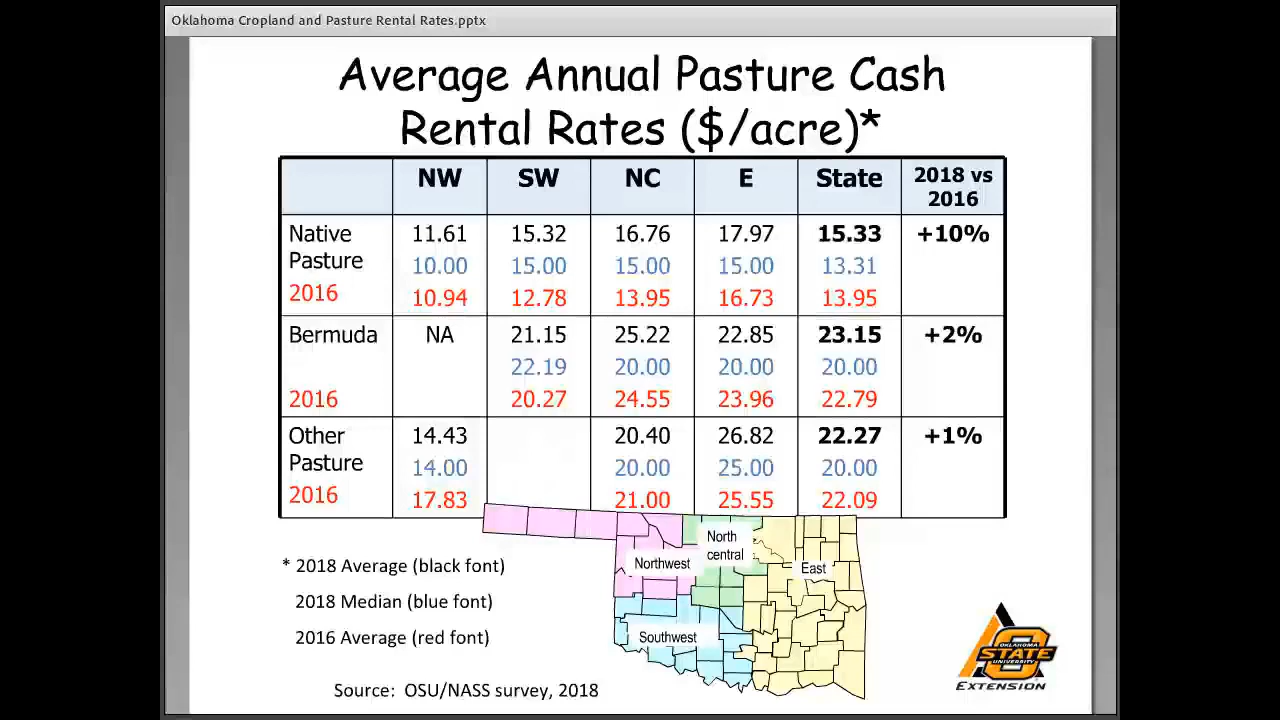 Oklahoma Cropland and Pasture Rental Rates.pptx
Average Annual Pasture Cash
Rental Rates ($/acre)*
NW SW NC E State 2018 vs 2016
Native Pasture 11.61 15.32 16.76 17.97 15.33 +10%
10.00 15.00 15.00 15.00 13.31
2016 10.94 12.78 13.95 16.73 13.95
Bermuda NA 21.15 25.22 22.85 23.15 +2%
22.19 20.00 20.00 20.00
2016 20.27 24.55 23.96 22.79
Other Pasture 14.43 20.40 26.82 22.27 +1%
14.00 20.00 25.00 20.00
2016 17.83 21.00 25.55 22.09
North
central
Northwest
East
Southwest
* 2018 Average (black font)
2018 Median (blue font)
2016 Average (red font)
Source: OSU/NASS survey, 2018
OKLAHOMA
STATE
UNIVERSITY
EXTENSION